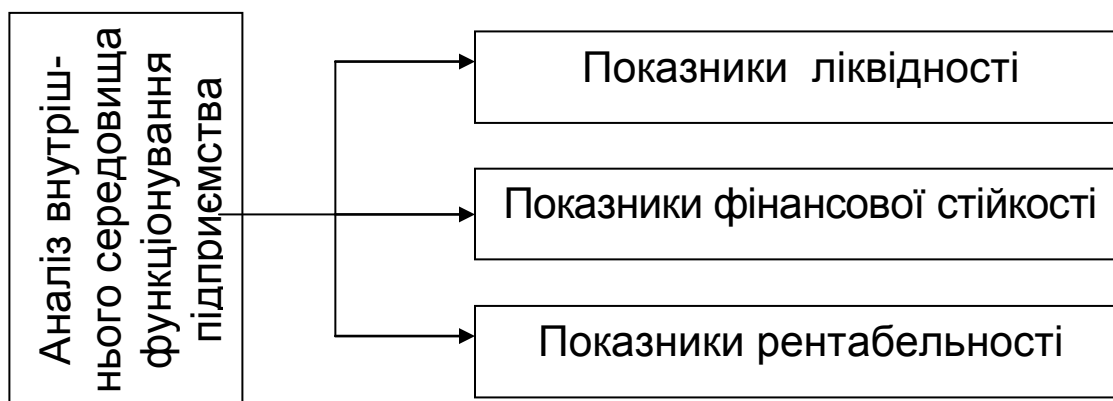 Аналіз внутріш-
нього середовища
функціонування
підприємства
Показники ліквідності
Показники фінансової стійкості
Показники рентабельності